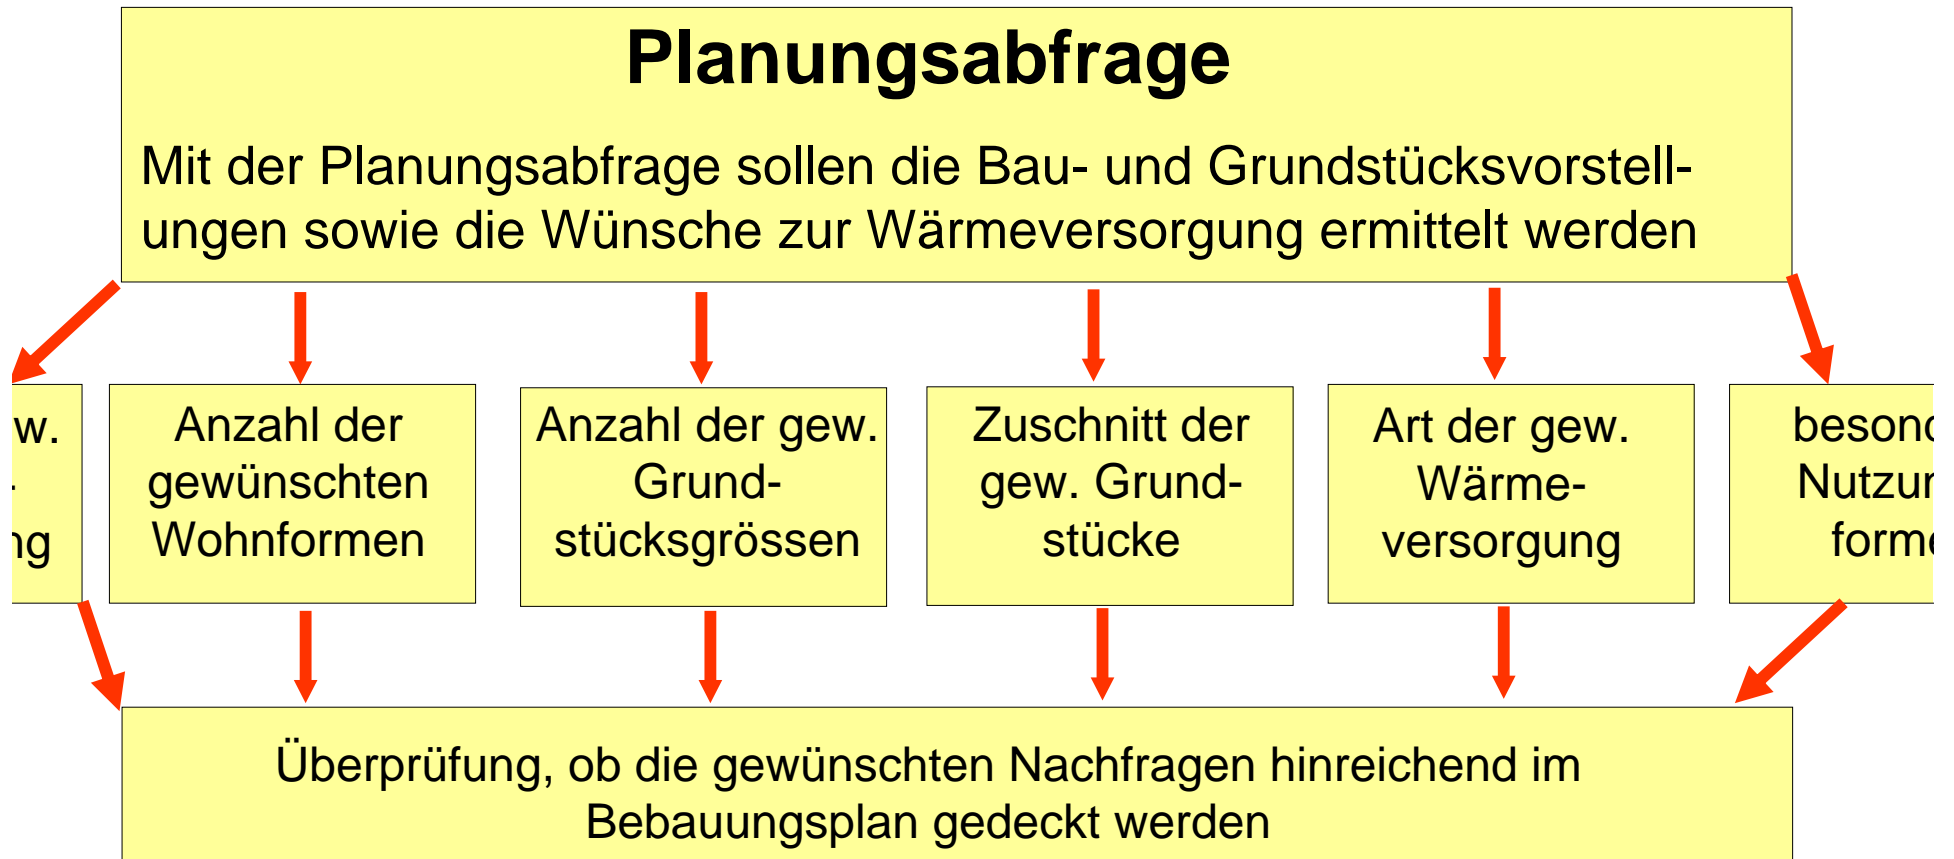 Planungsabfrage
Mit der Planungsabfrage sollen die Bau- und Grundstücksvorstell-
ungen sowie die Wünsche zur Wärmeversorgung ermittelt werden
w.
-
ng
Anzahl der
gewünschten
Wohnformen
Anzahl der gew.
Grund-
stücksgrössen
Zuschnitt der
gew. Grund-
stücke
Art der gew.
Wärme-
versorgung
Überprüfung, ob die gewünschten Nachfragen hinreichend im
Bebauungsplan gedeckt werden